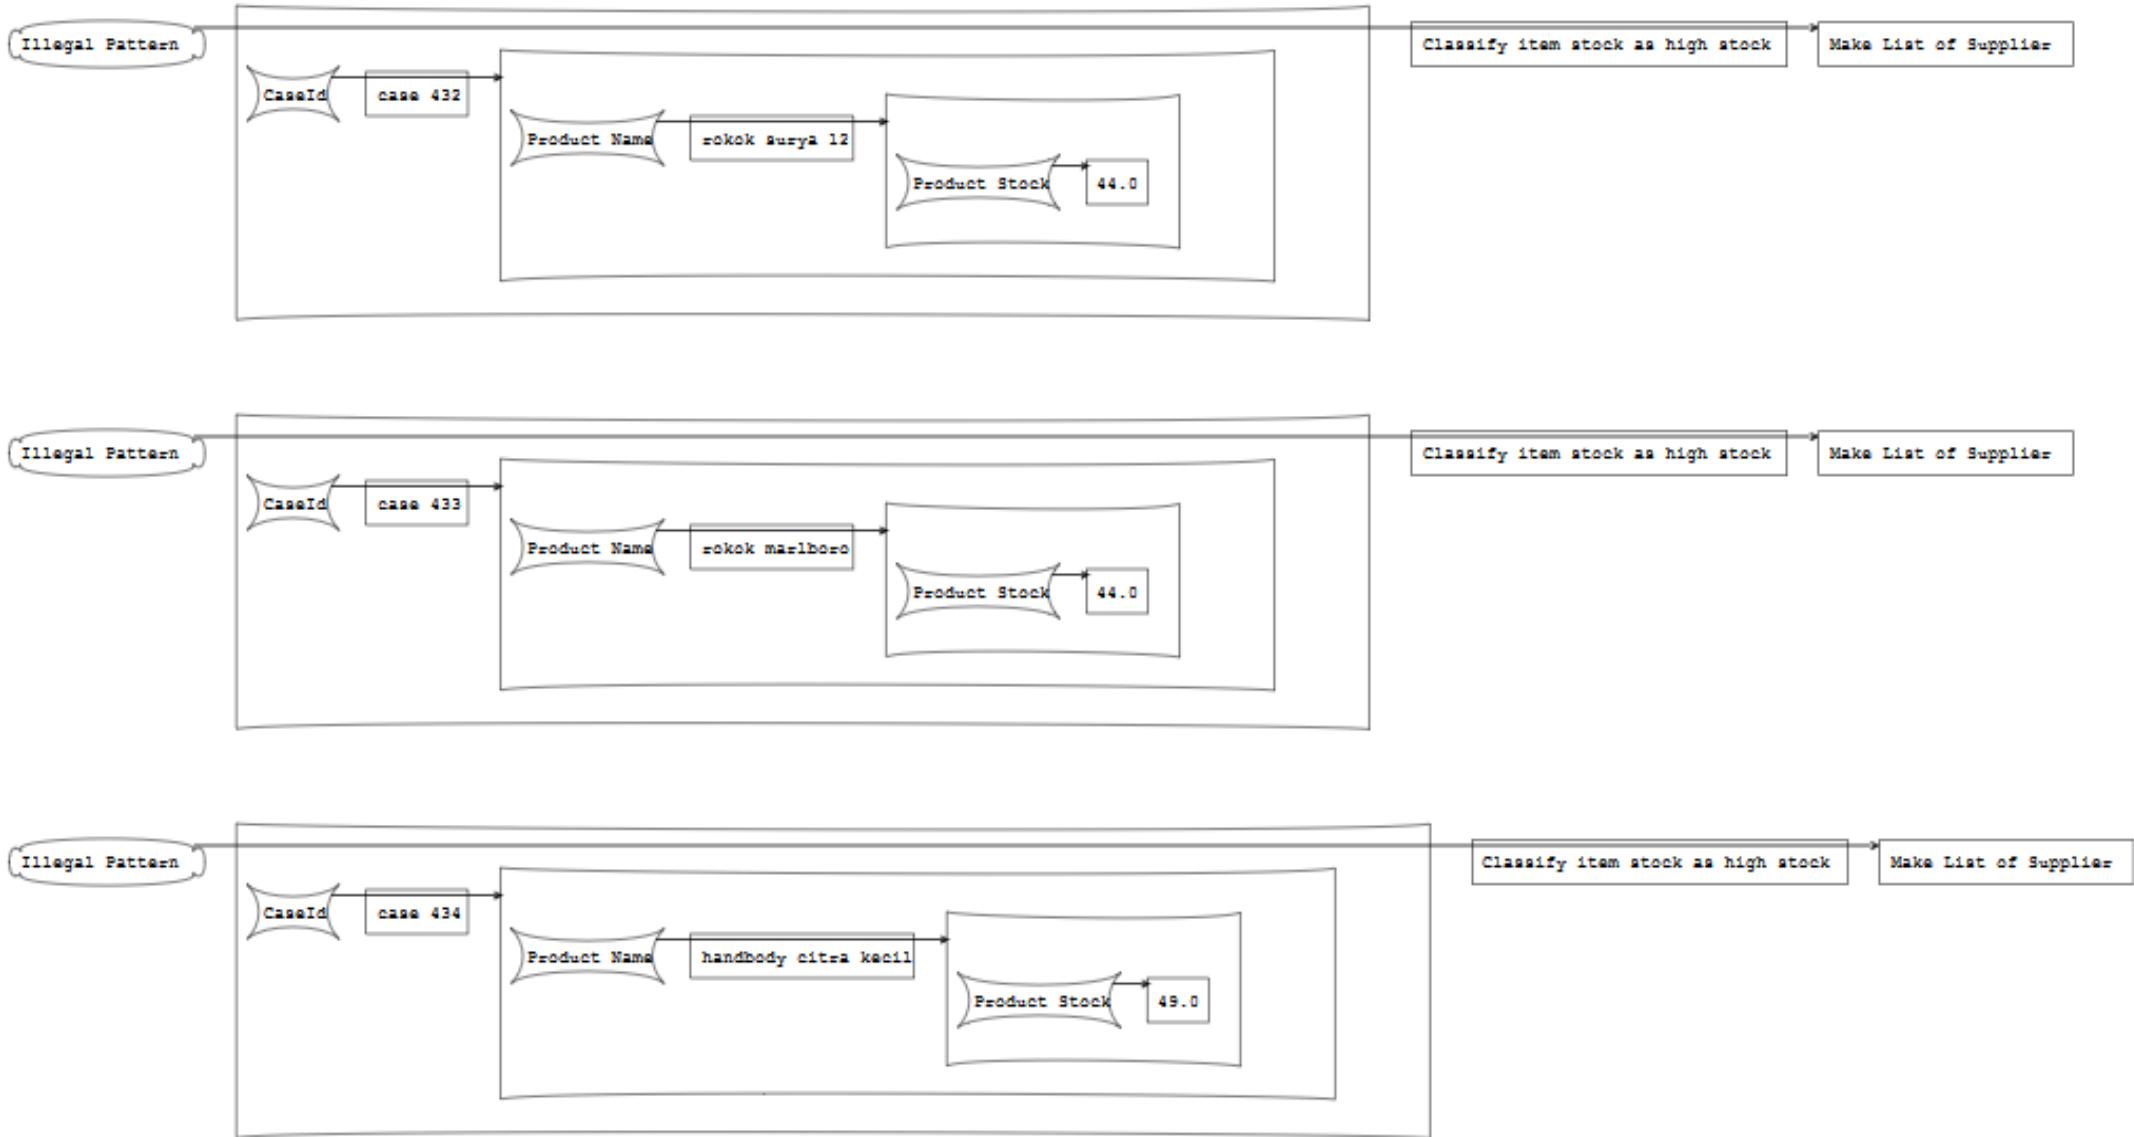 Illegal Pattern
Classify item stock as high stock
Make List of Supplier
CaseId
case 432
Product Name
rokok surya 12
Product Stock
44.0
Illegal Pattern
Classify item stock as high stock
Make List of Supplier
CaseId
case 433
Product Name
rokok marlboro
Product Stock
44.0
Illegal Pattern
Classify item stock as high stock
Make List of Supplier
CaseId
case 434
Product Name
handbody citra kecil
Product Stock
49.0